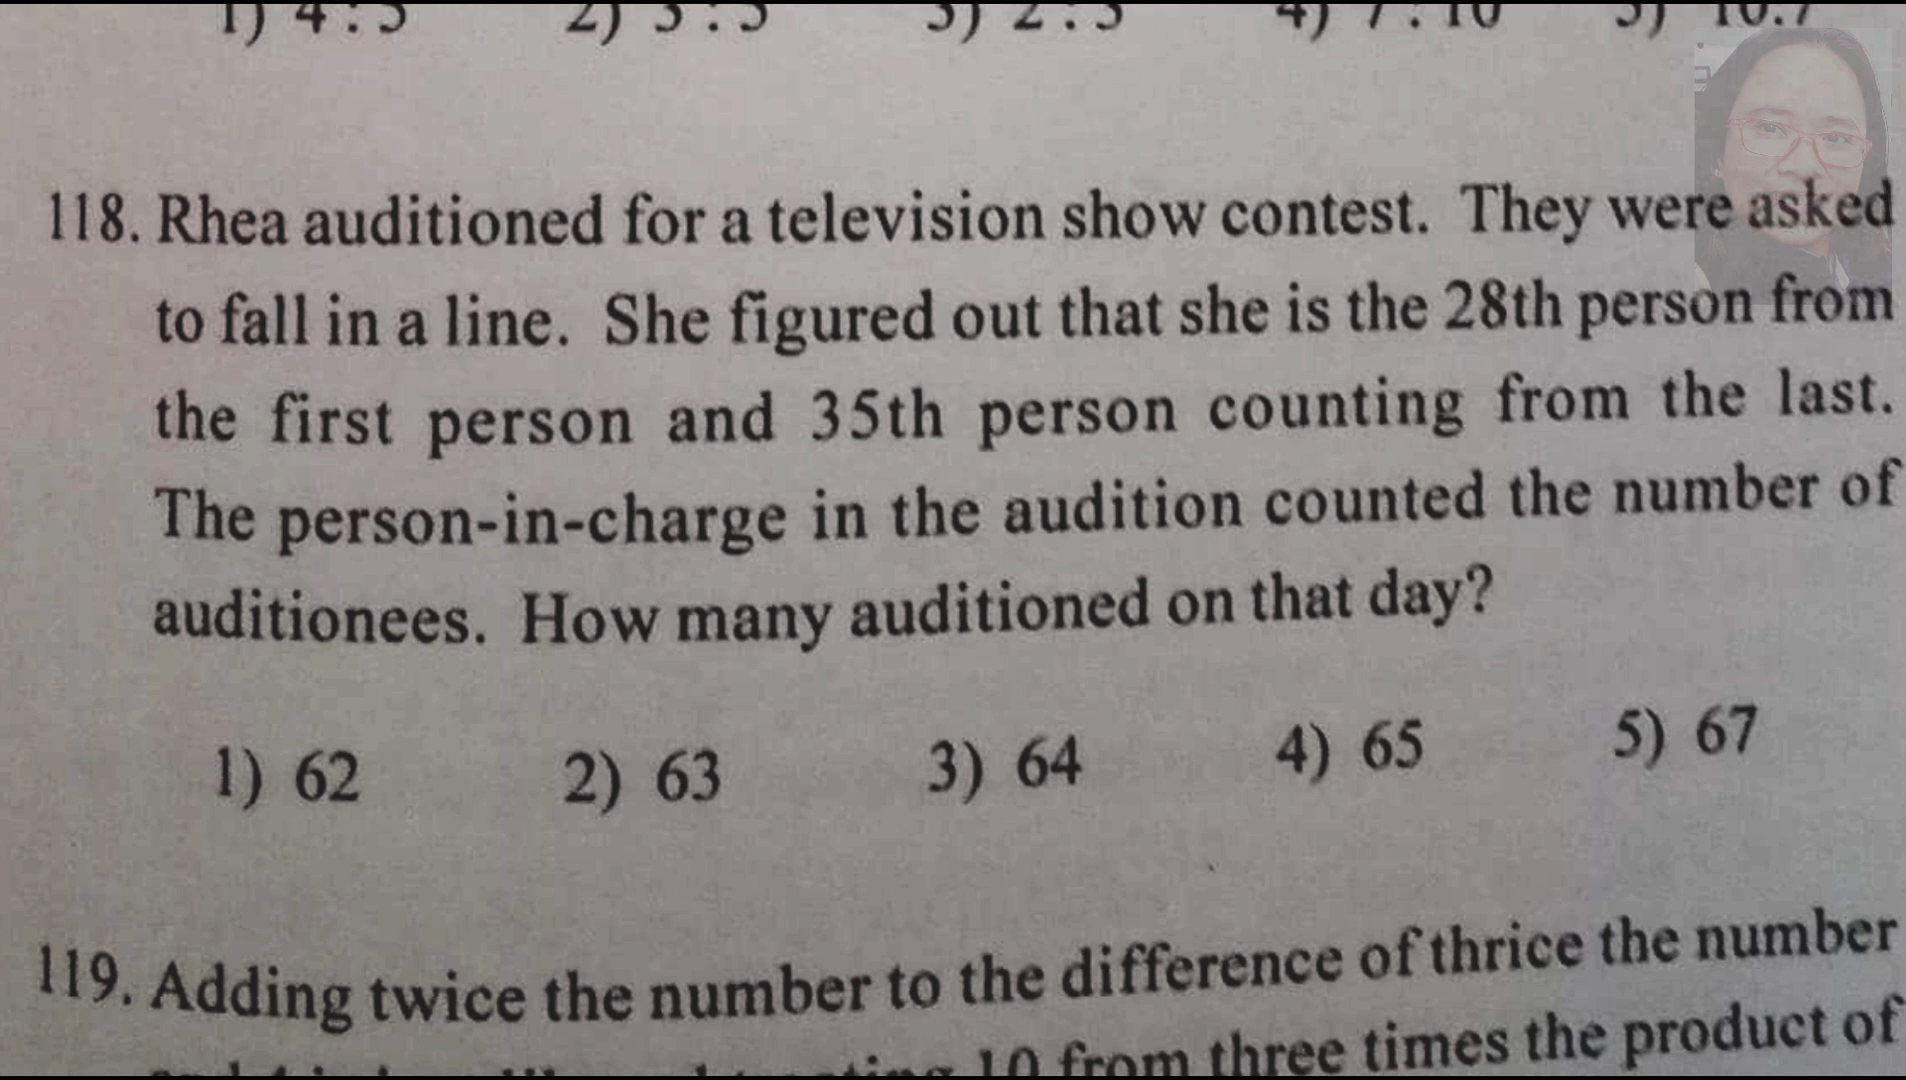 118. Rhea auditioned for a television show contest. They were asked
to fall in a line. She figured out that she is the 28th person from
the first person and 35th person counting from the last.
The person-in-charge in the audition counted the number of
auditionees. How many auditioned on that day?
1) 62 2) 63 3) 64 4) 65 5) 67
119. Adding twice the number to the difference of thrice the number
10 from three times the product of